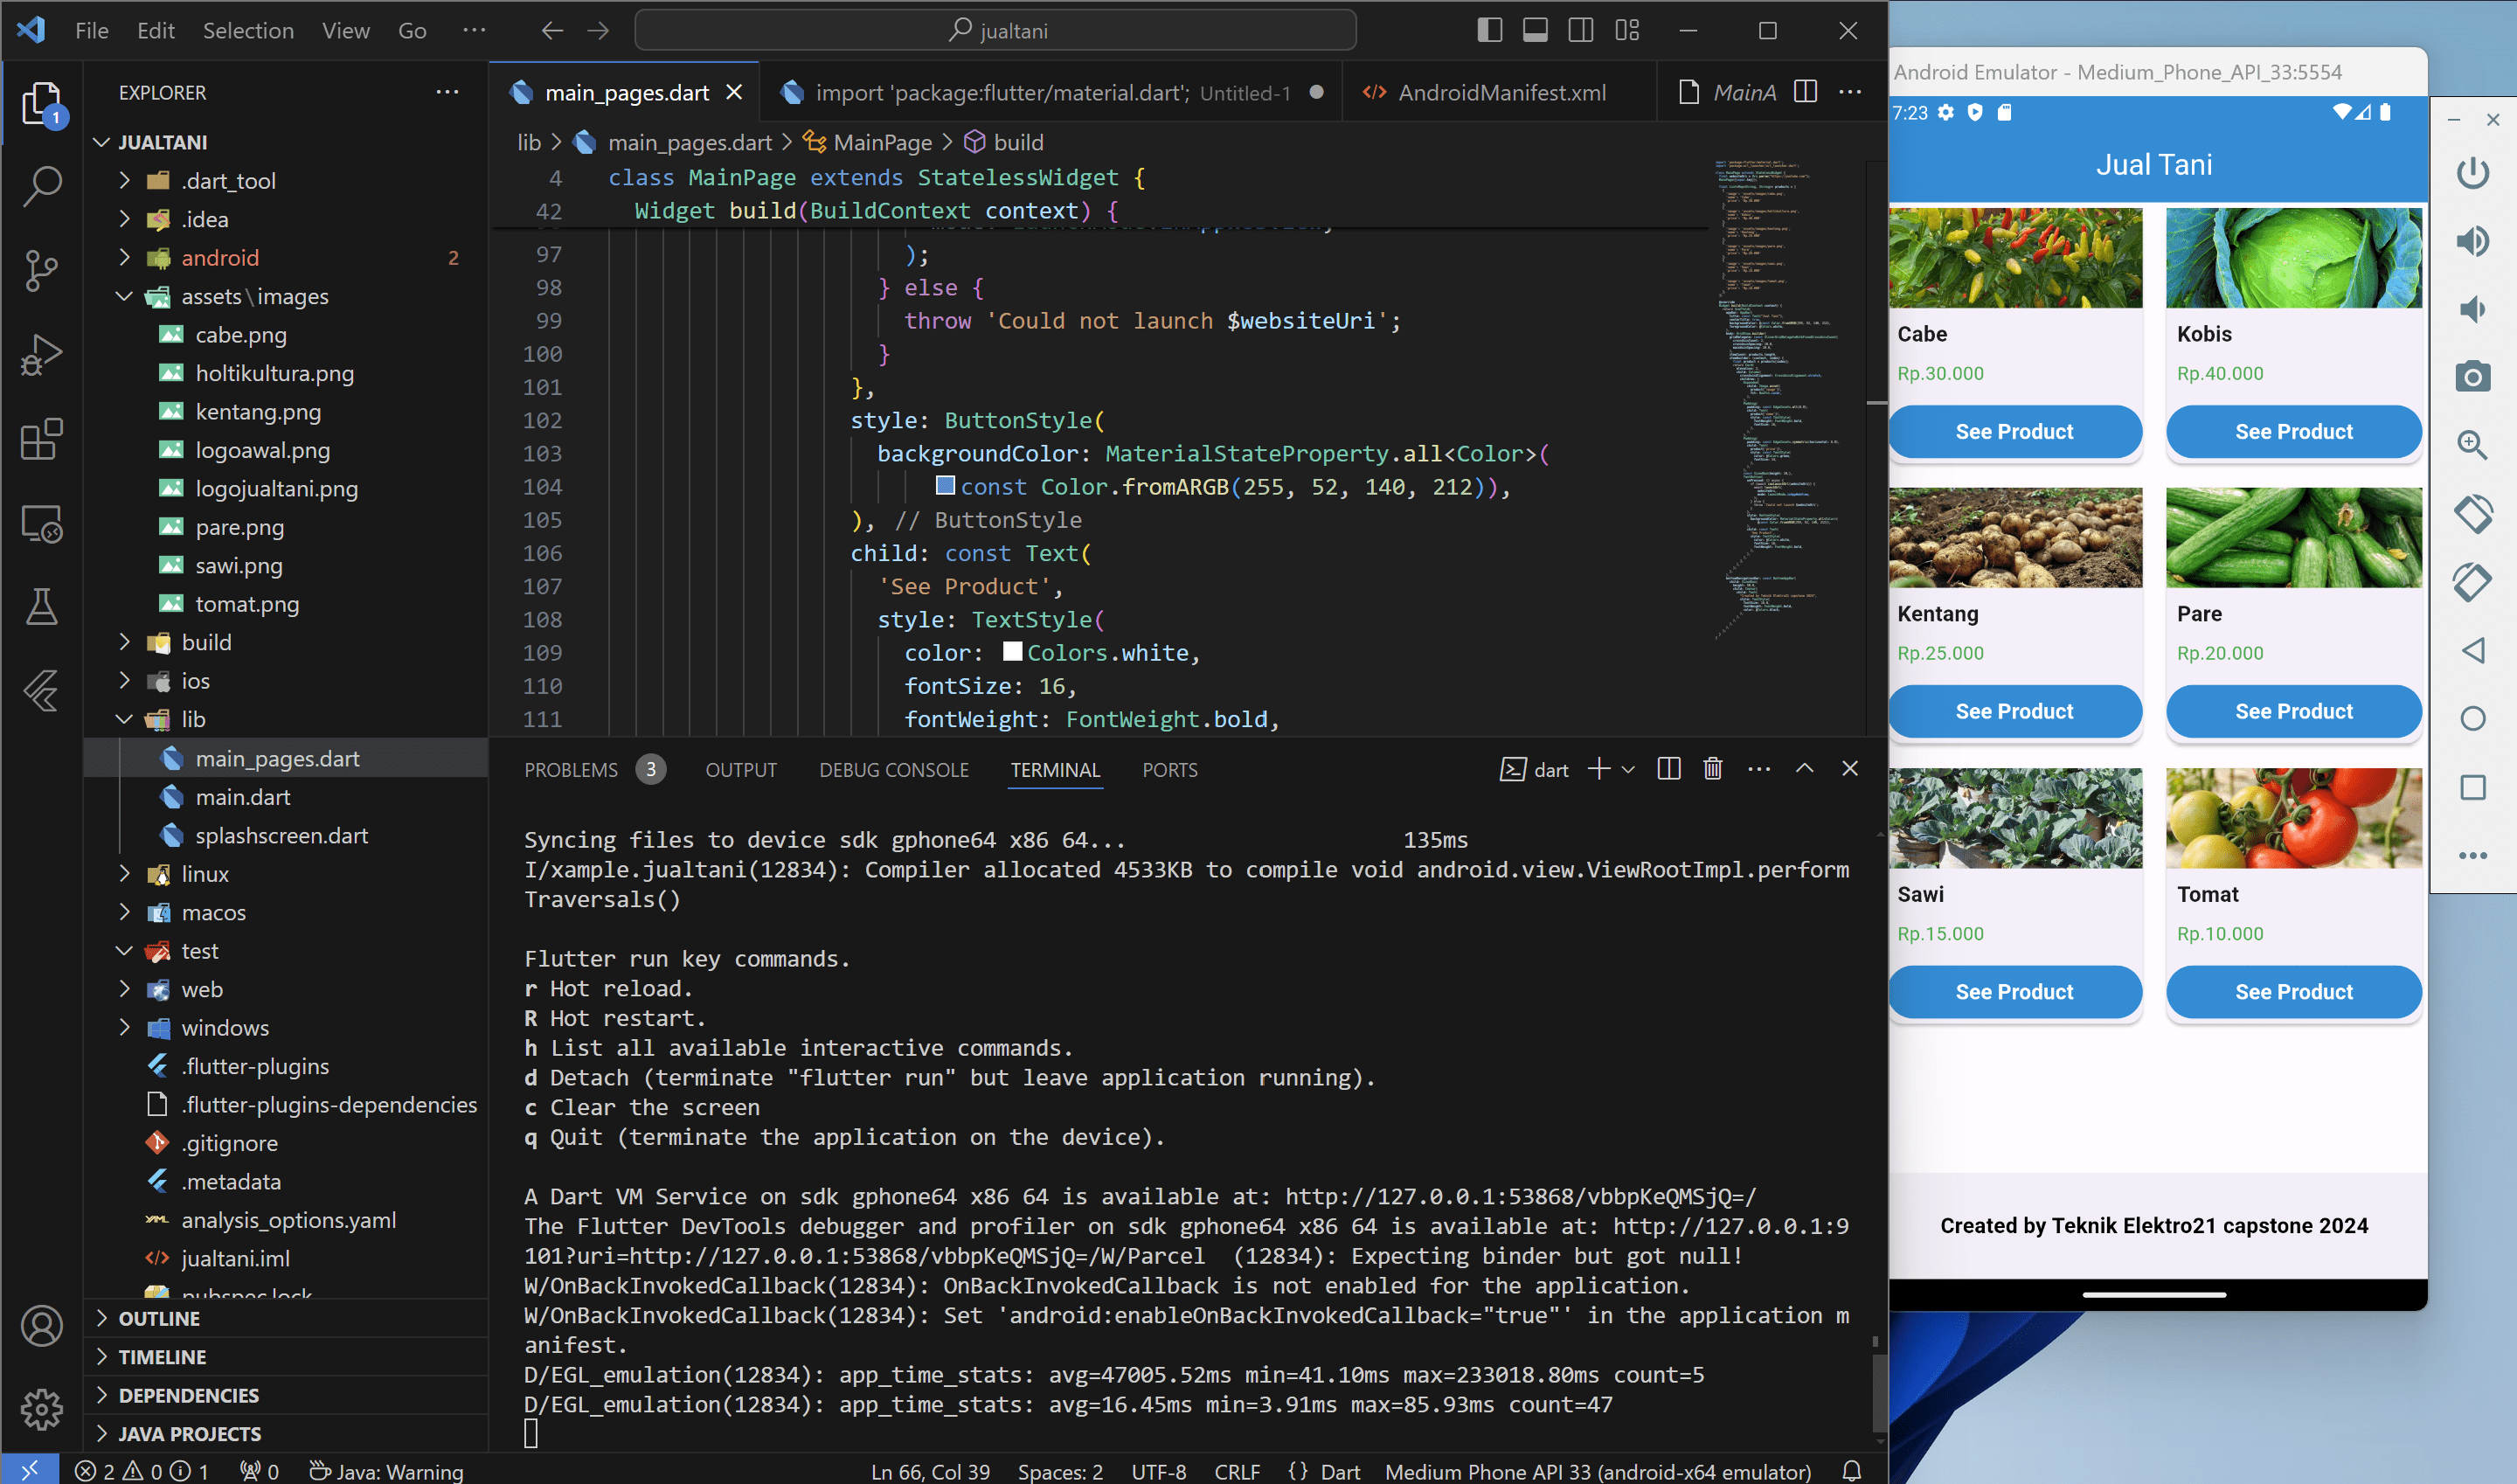 File Edit Selection View Go ···
jualtani
EXPLORER
JUALTANI
.dart_tool
.idea
android 2
assets\images
cabe.png
holtikultura.png
kentang.png
logoawal.png
logojualtani.png
pare.png
sawi.png
tomat.png
build
ios
lib
main_pages.dart
main.dart
splashscreen.dart
linux
macos
test
web
windows
.flutter-plugins
.flutter-plugins-dependencies
.gitignore
.metadata
analysis_options.yaml
jualtani.iml
pubspec.lock
OUTLINE
TIMELINE
DEPENDENCIES
JAVA PROJECTS
1
main_pages.dart
import 'package:flutter/material.dart'; Untitled-1
AndroidManifest.xml
MainA
lib > main_pages.dart > MainPage > build
4 class MainPage extends StatelessWidget {
42 Widget build(BuildContext context) {
97 );
98 } else {
99 throw 'Could not launch $websiteUri';
100 }
101 },
102 style: ButtonStyle(
103 backgroundColor: MaterialStateProperty.all<Color>(
104 const Color.fromARGB(255, 52, 140, 212)),
105 ), // ButtonStyle
106 child: const Text(
107 'See Product',
108 style: TextStyle(
109 color: Colors.white,
110 fontSize: 16,
111 fontWeight: FontWeight.bold,
PROBLEMS 3 OUTPUT DEBUG CONSOLE TERMINAL PORTS
dart
Syncing files to device sdk gphone64 x86 64... 135ms
I/xample.jualtani(12834): Compiler allocated 4533KB to compile void android.view.ViewRootImpl.perform
Traversals()
Flutter run key commands.
r Hot reload.
R Hot restart.
h List all available interactive commands.
d Detach (terminate "flutter run" but leave application running).
c Clear the screen
q Quit (terminate the application on the device).
A Dart VM Service on sdk gphone64 x86 64 is available at: http://127.0.0.1:53868/vbbpKeQMSjQ=/
The Flutter DevTools debugger and profiler on sdk gphone64 x86 64 is available at: http://127.0.0.1:9
101?uri=http://127.0.0.1:53868/vbbpKeQMSjQ=/W/Parcel  (12834): Expecting binder but got null!
W/OnBackInvokedCallback(12834): OnBackInvokedCallback is not enabled for the application.
W/OnBackInvokedCallback(12834): Set 'android:enableOnBackInvokedCallback="true"' in the application m
anifest.
D/EGL_emulation(12834): app_time_stats: avg=47005.52ms min=41.10ms max=233018.80ms count=5
D/EGL_emulation(12834): app_time_stats: avg=16.45ms min=3.91ms max=85.93ms count=47
2 0 1 0 Java: Warning
Ln 66, Col 39 Spaces: 2 UTF-8 CRLF {} Dart Medium Phone API 33 (android-x64 emulator)
Android Emulator - Medium_Phone_API_33:5554
7:23
Jual Tani
Cabe
Rp.30.000
See Product
Kobis
Rp.40.000
See Product
Kentang
Rp.25.000
See Product
Pare
Rp.20.000
See Product
Sawi
Rp.15.000
See Product
Tomat
Rp.10.000
See Product
Created by Teknik Elektro21 capstone 2024